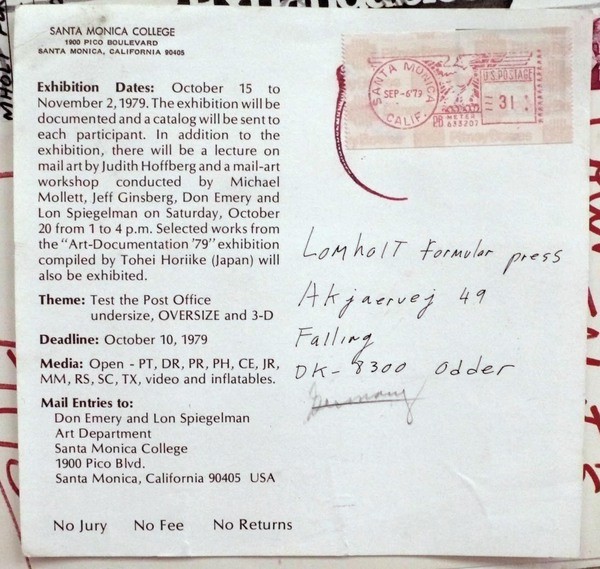 SANTA MONICA COLLEGE
1900 PICO BOULEVARD
SANTA MONICA, CALIFORNIA 90405
Exhibition Dates: October 15 to
November 2, 1979. The exhibition will be
documented and a catalog will be sent to
each participant. In addition to the
exhibition, there will be a lecture on
mail art by Judith Hoffberg and a mail-art
workshop conducted by Michael
Mollett, Jeff Ginsberg, Don Emery and
Lon Spiegelman on Saturday, October
20 from 1 to 4 p.m. Selected works from
the "Art-Documentation '79" exhibition
compiled by Tohei Horiike (Japan) will
also be exhibited.
Theme: Test the Post Office
undersize, OVERSIZE and 3-D
Deadline: October 10, 1979
Media: Open - PT, DR, PR, PH, CE, JR,
MM, RS, SC, TX, video and inflatables.
Mail Entries to:
Don Emery and Lon Spiegelman
Art Department
Santa Monica College
1900 Pico Blvd.
Santa Monica, California 90405 USA
No Jury No Fee No Returns
SANTA MONICA
SEP-6'79
CALIF.
U.S. POSTAGE
31
PB METER
633207
Lomholt Formular press
Akjaervej 49
Falling
DK-8300 Odder
Germany